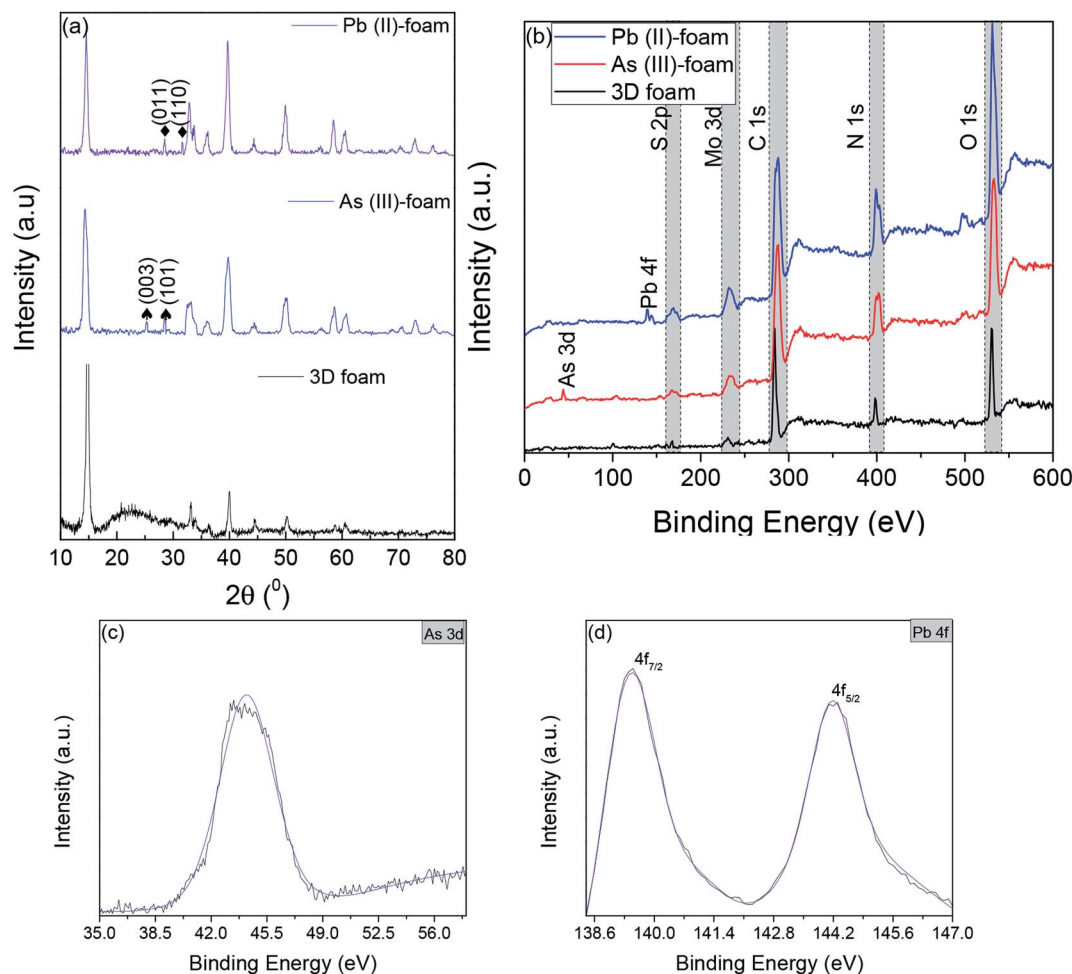 (a)
Pb (II)-foam
(011)
(110)
As (III)-foam
(003)
(101)
3D foam
Intensity (a.u)
10 20 30 40 50 60 70 80
2θ (⁰)
(b)
Pb (II)-foam
As (III)-foam
3D foam
S 2p
Mo 3d
C 1s
N 1s
O 1s
Pb 4f
As 3d
Intensity (a.u.)
0 100 200 300 400 500 600
Binding Energy (eV)
(c)
As 3d
Intensity (a.u.)
35.0 38.5 42.0 45.5 49.0 52.5 56.0
Binding Energy (eV)
(d)
Pb 4f
4f₇/₂
4f₅/₂
Intensity (a.u.)
138.6 140.0 141.4 142.8 144.2 145.6 147.0
Binding Energy (eV)